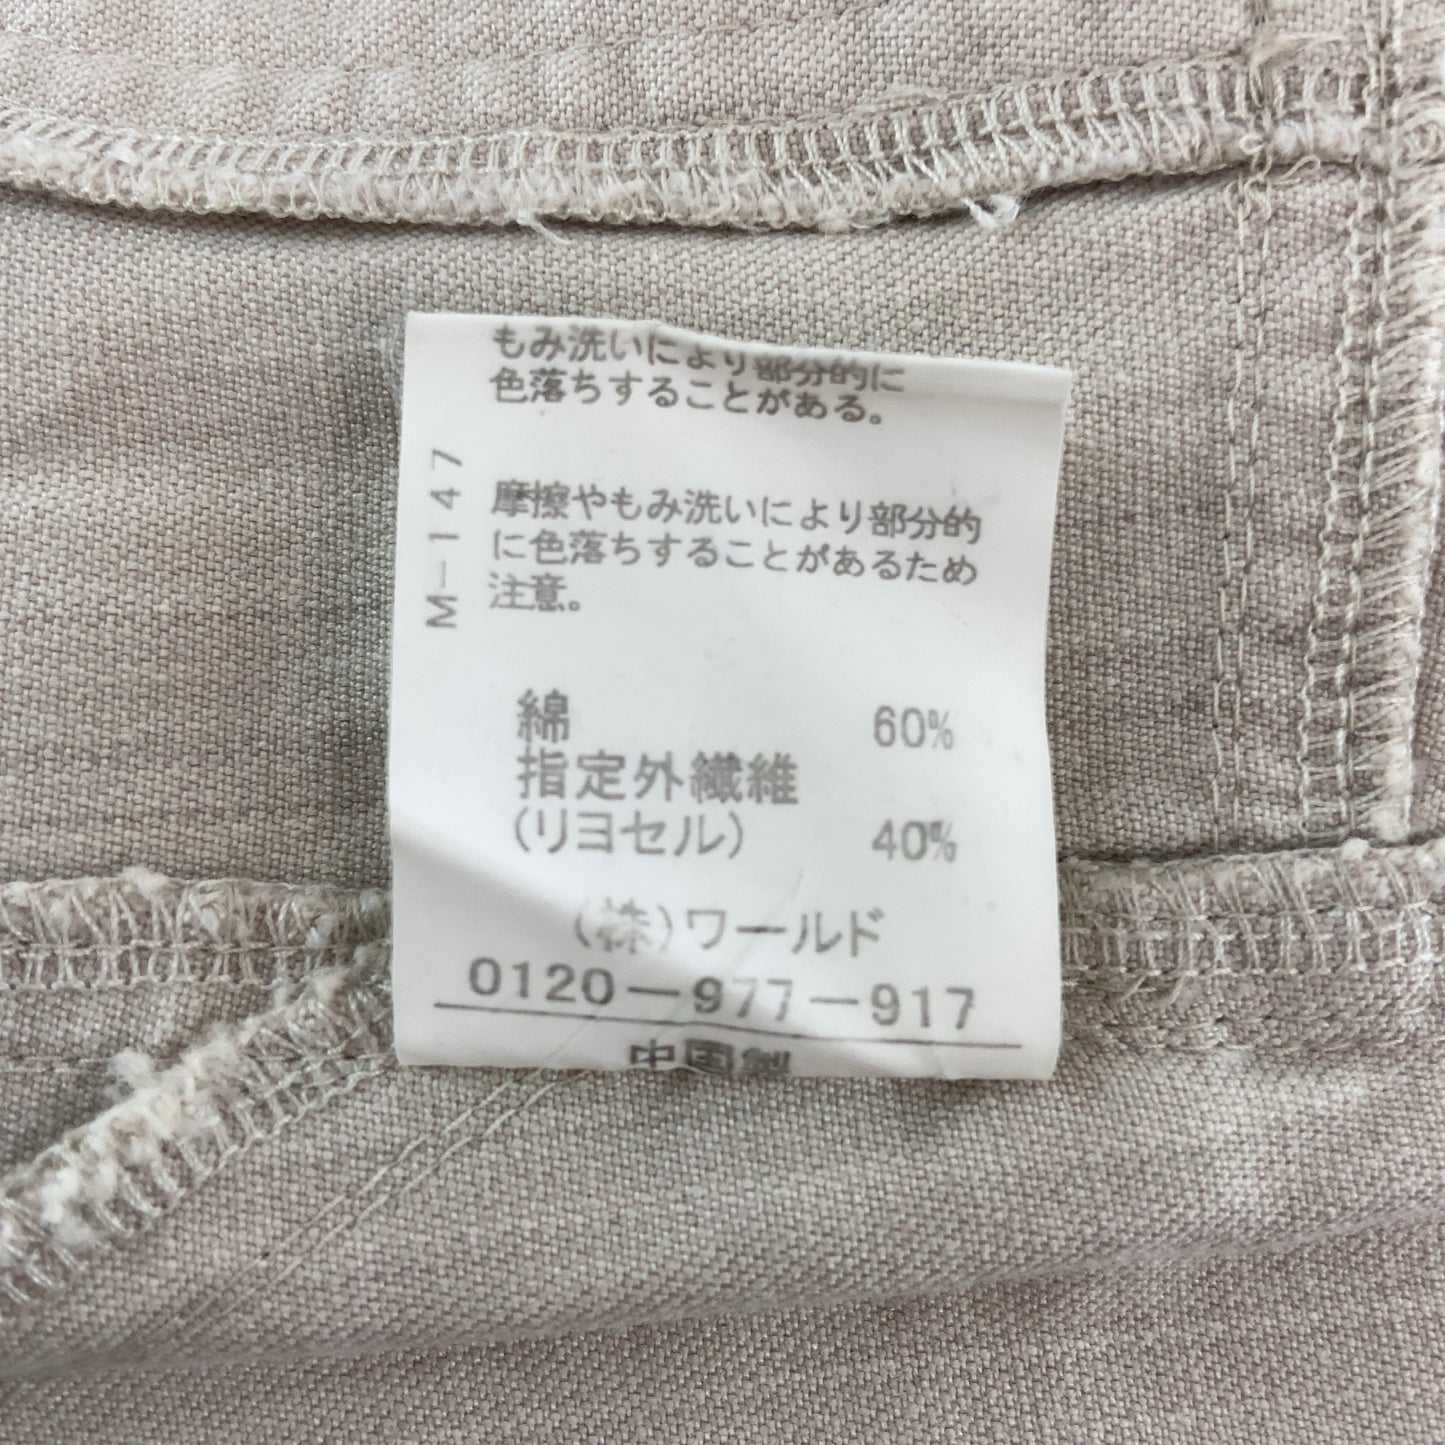 もみ洗いにより部分的に
色落ちすることがある。
M-147
摩擦やもみ洗いにより部分的
に色落ちすることがあるため
注意。
綿 60%
指定外繊維
(リヨセル) 40%
(株)ワールド
0120-977-917
中国製